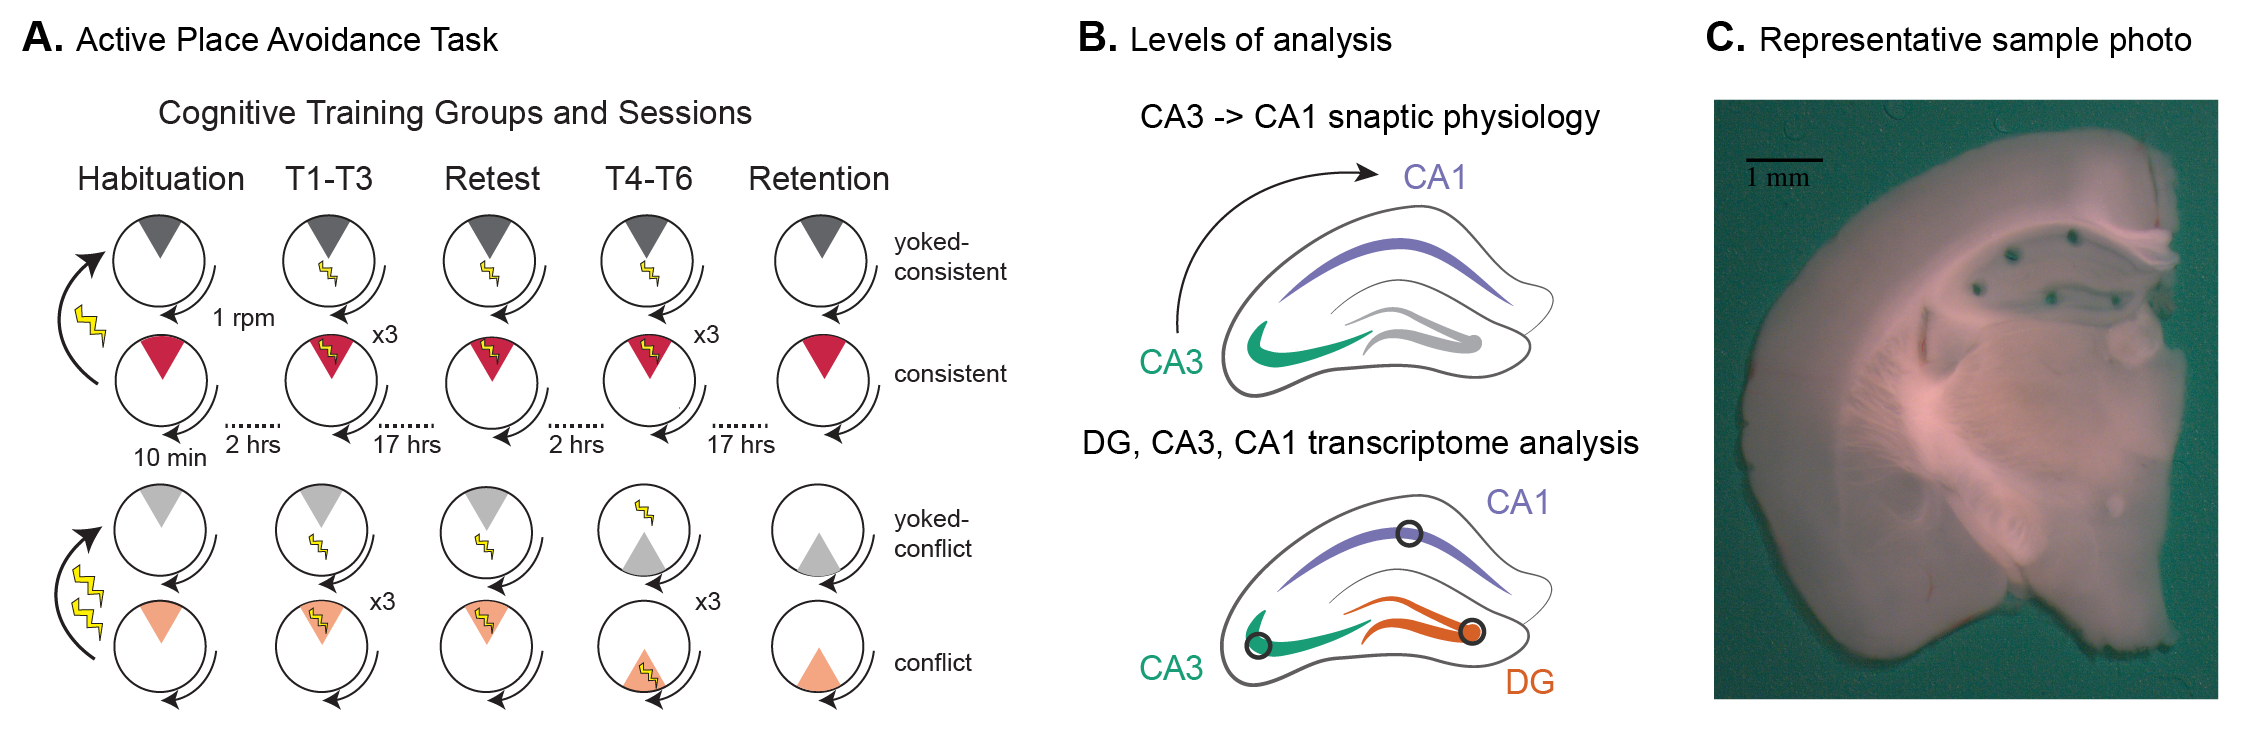 A. Active Place Avoidance Task
Cognitive Training Groups and Sessions
Habituation T1-T3 Retest T4-T6 Retention
yoked-
consistent
1 rpm
x3 x3
consistent
2 hrs 17 hrs 2 hrs 17 hrs
10 min
yoked-
conflict
x3 x3
conflict
B. Levels of analysis
CA3 -> CA1 snaptic physiology
CA1
CA3
DG, CA3, CA1 transcriptome analysis
CA1
CA3
DG
C. Representative sample photo
1 mm